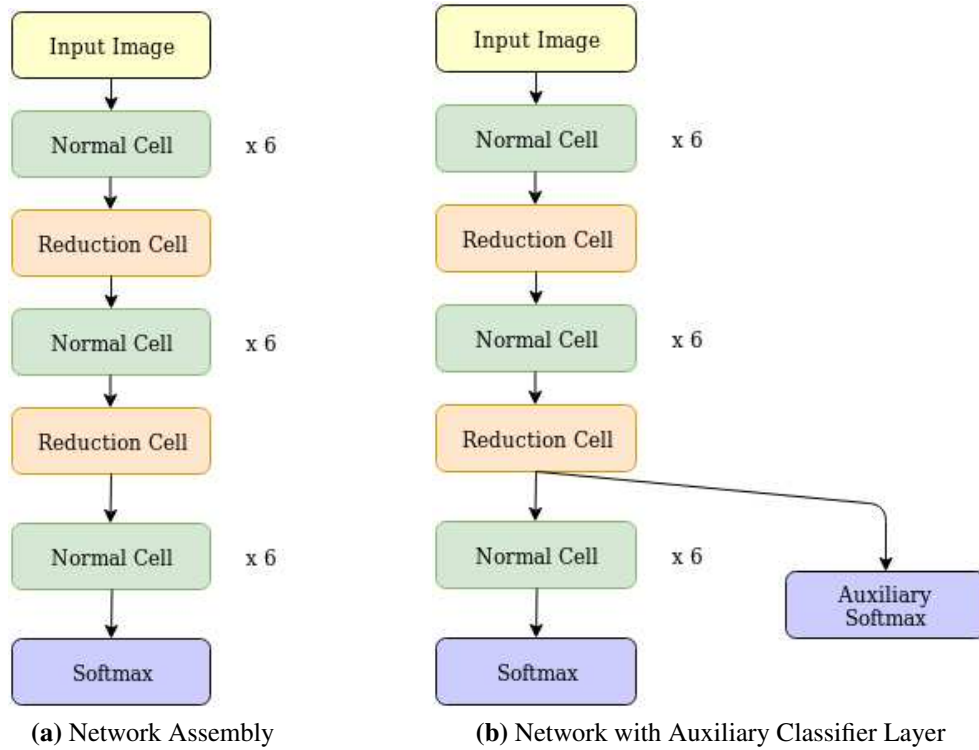 Input Image
Normal Cell
x 6
Reduction Cell
Normal Cell
x 6
Reduction Cell
Normal Cell
x 6
Softmax
(a) Network Assembly
Input Image
Normal Cell
x 6
Reduction Cell
Normal Cell
x 6
Reduction Cell
Normal Cell
x 6
Auxiliary
Softmax
Softmax
(b) Network with Auxiliary Classifier Layer